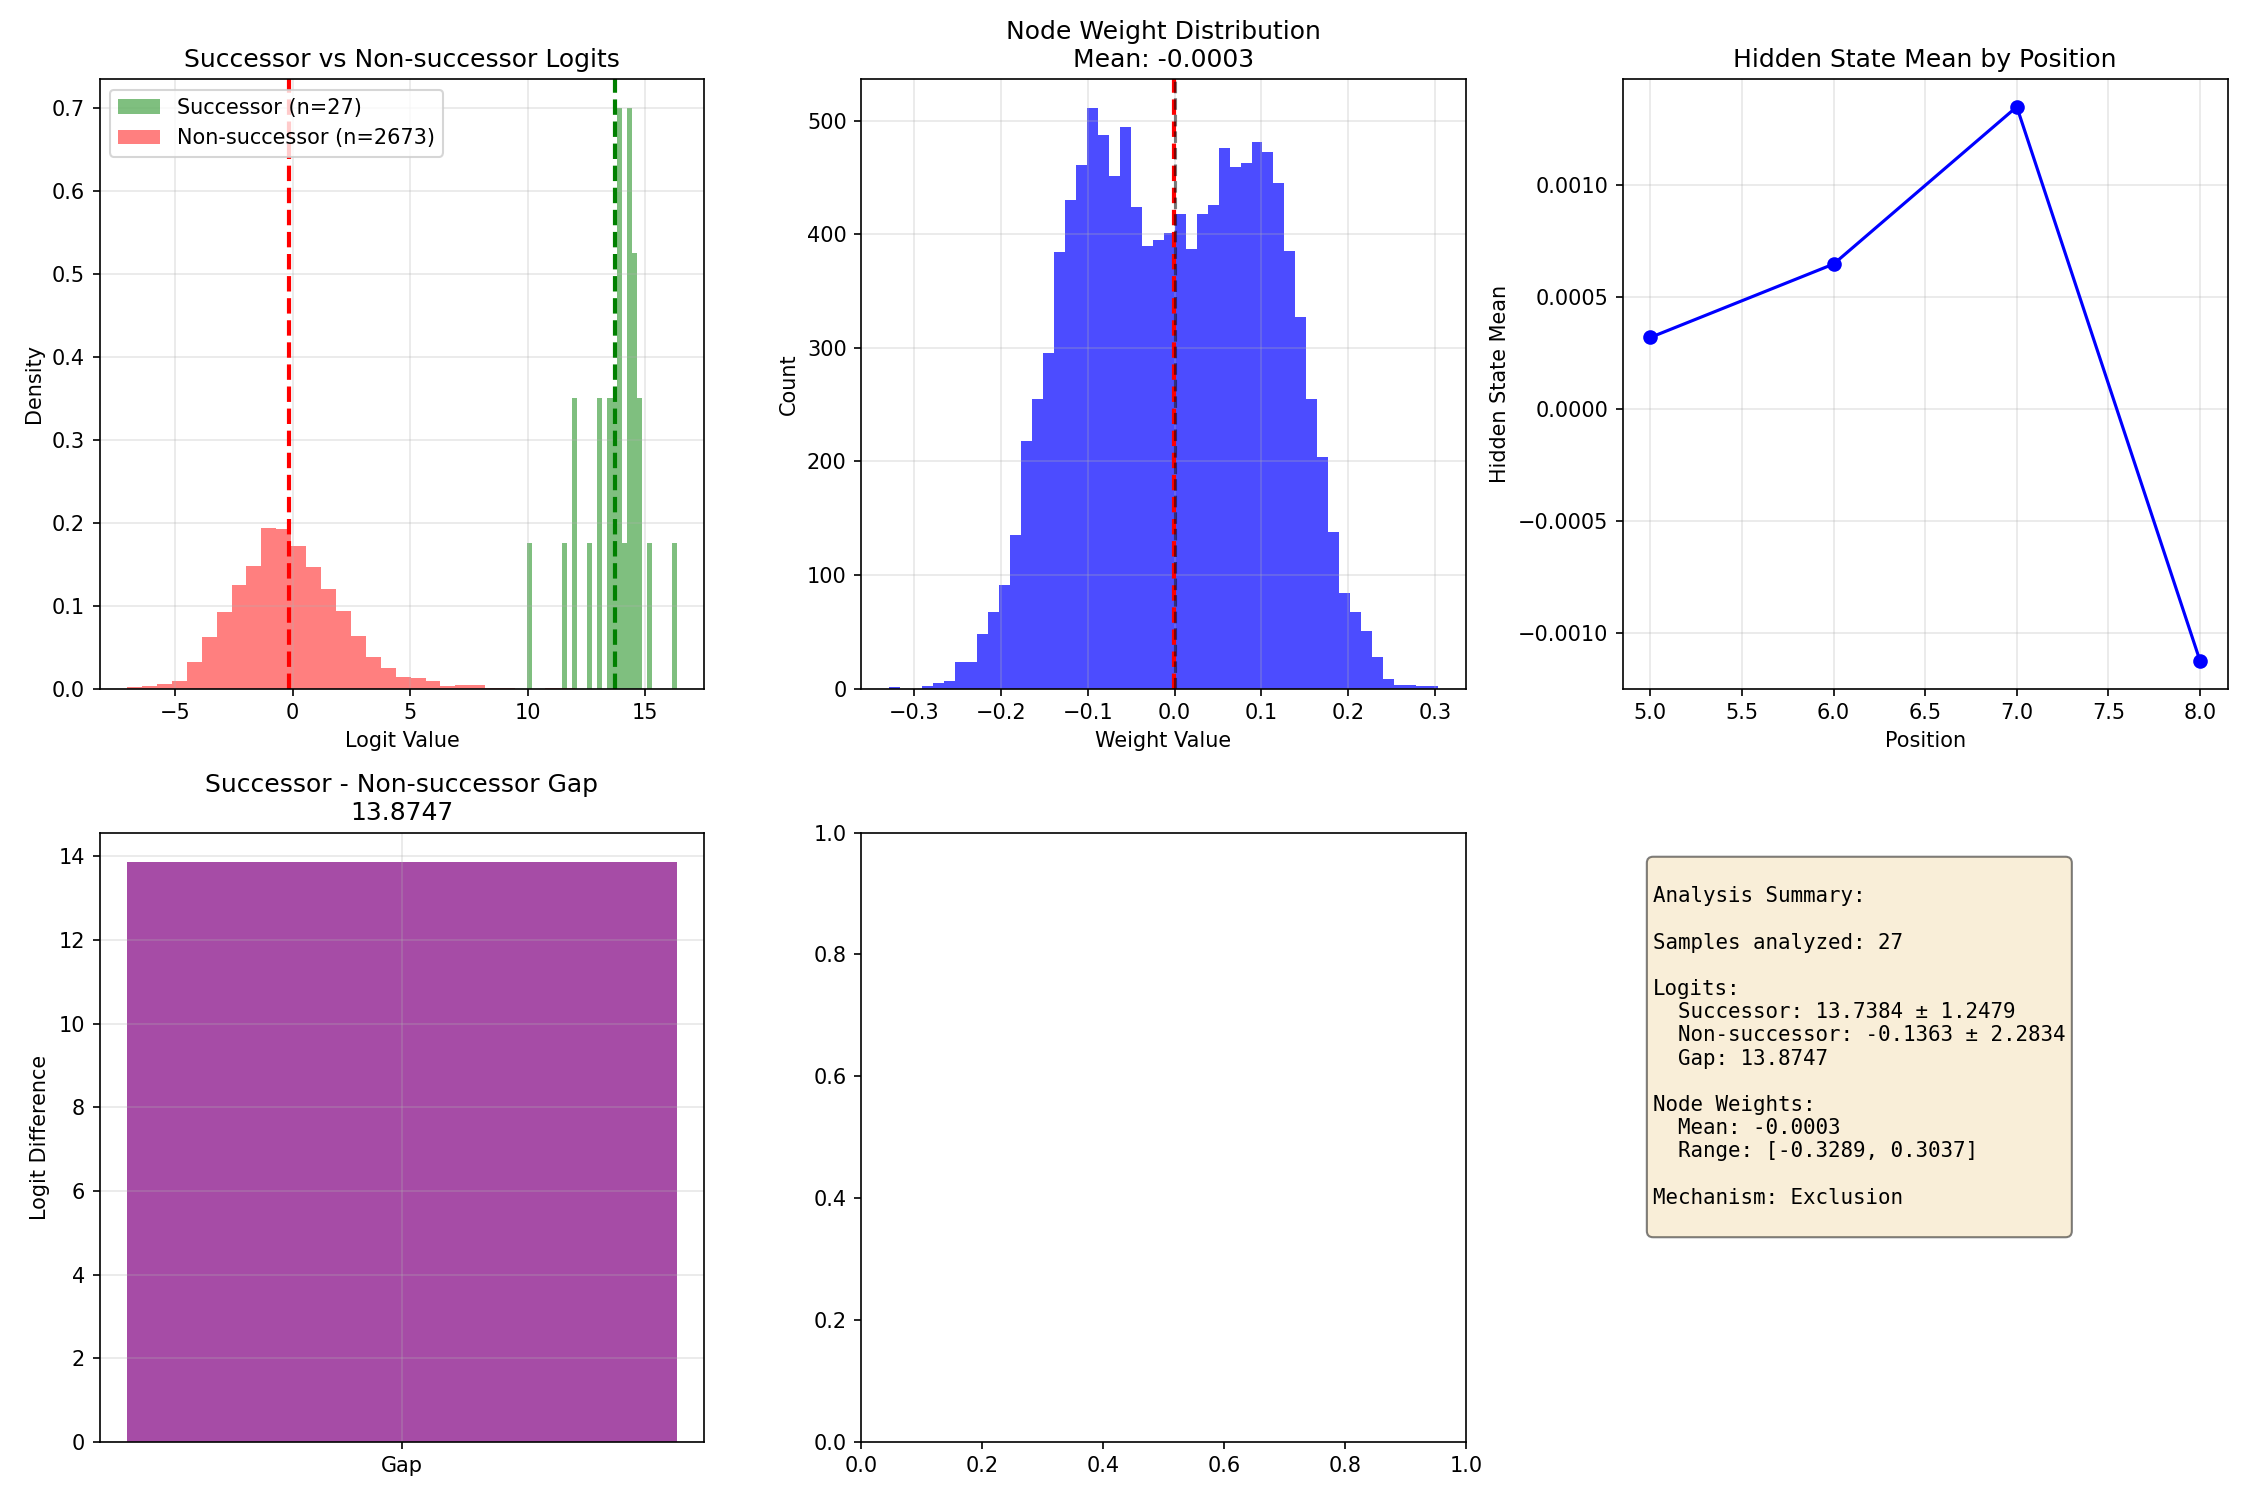 Successor vs Non-successor Logits
Successor (n=27)
Non-successor (n=2673)
Density
0.7
0.6
0.5
0.4
0.3
0.2
0.1
0.0
−5
0
5
10
15
Logit Value
Node Weight Distribution
Mean: -0.0003
Count
500
400
300
200
100
0
−0.3
−0.2
−0.1
0.0
0.1
0.2
0.3
Weight Value
Hidden State Mean by Position
Hidden State Mean
0.0010
0.0005
0.0000
−0.0005
−0.0010
5.0
5.5
6.0
6.5
7.0
7.5
8.0
Position
Successor - Non-successor Gap
13.8747
Logit Difference
14
12
10
8
6
4
2
0
Gap
1.0
0.8
0.6
0.4
0.2
0.0
0.0
0.2
0.4
0.6
0.8
1.0
Analysis Summary:
Samples analyzed: 27
Logits:
Successor: 13.7384 ± 1.2479
Non-successor: -0.1363 ± 2.2834
Gap: 13.8747
Node Weights:
Mean: -0.0003
Range: [-0.3289, 0.3037]
Mechanism: Exclusion